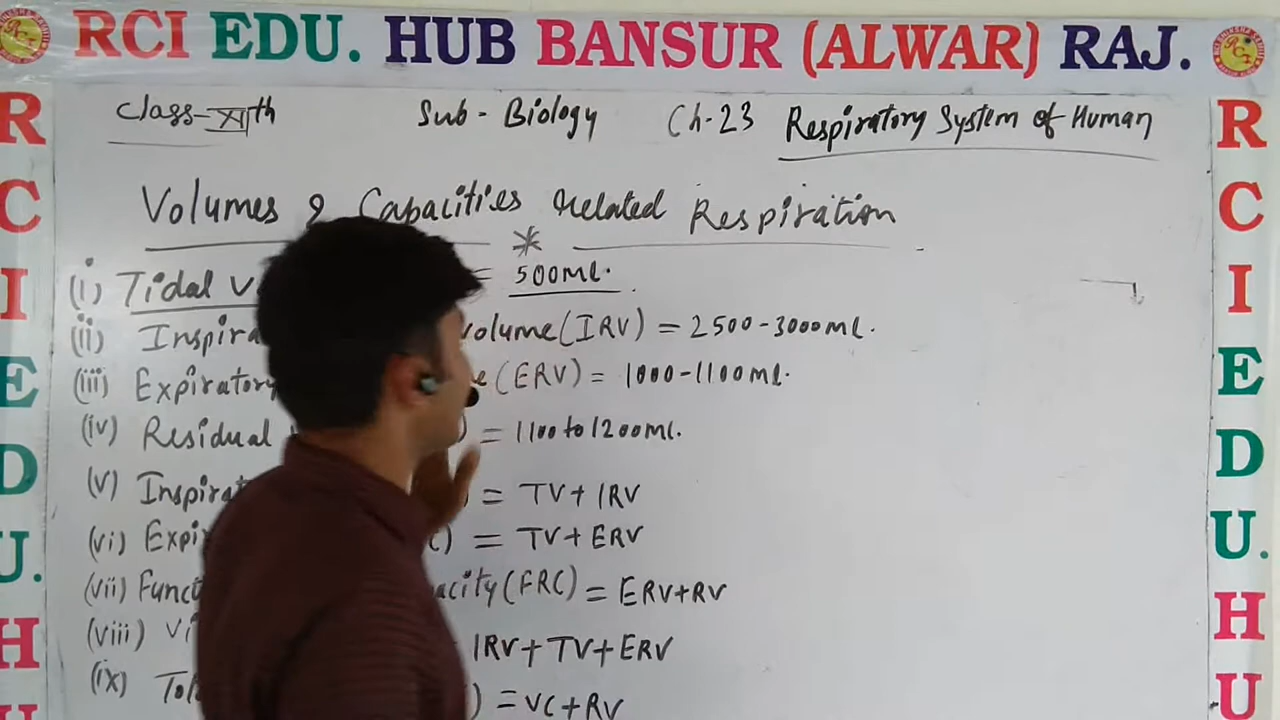 RCI EDU. HUB BANSUR (ALWAR) RAJ.
Class-XIth Sub - Biology Ch-23 Respiratory System of Human
Volumes & Capacities related Respiration
(i) Tidal V = 500ml.
(ii) Inspira volume (IRV) = 2500-3000ml.
(iii) Expiratory e (ERV) = 1000-1100ml.
(iv) Residual ) = 1100 to 1200ml.
(v) Inspirat ) = TV + IRV
(vi) Expi C) = TV + ERV
(vii) Funct acity (FRC) = ERV+RV
(viii) Vi IRV + TV + ERV
(ix) Tot ) = VC + RV
R
C
I
E
D
U.
H
U
R
C
I
E
D
U.
H
U